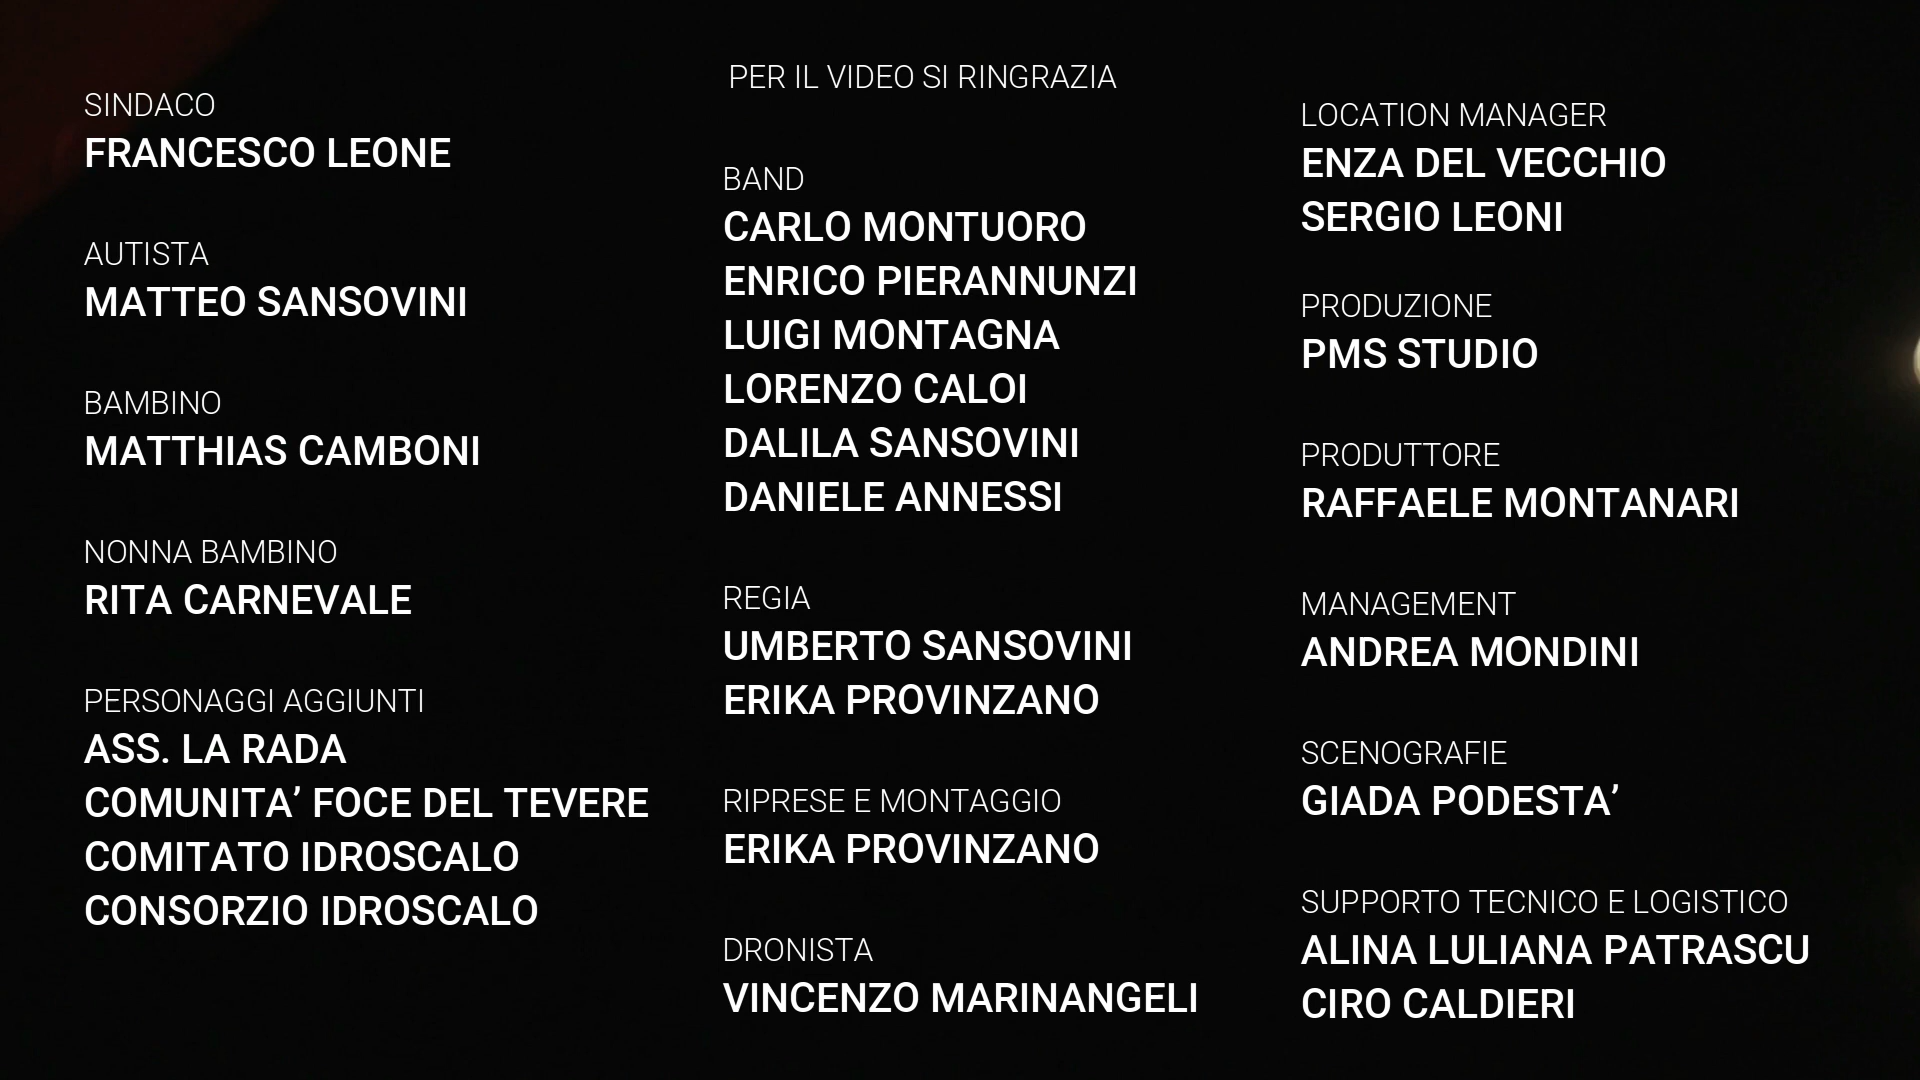 PER IL VIDEO SI RINGRAZIA
SINDACO
FRANCESCO LEONE
AUTISTA
MATTEO SANSOVINI
BAMBINO
MATTHIAS CAMBONI
NONNA BAMBINO
RITA CARNEVALE
PERSONAGGI AGGIUNTI
ASS. LA RADA
COMUNITA’ FOCE DEL TEVERE
COMITATO IDROSCALO
CONSORZIO IDROSCALO
BAND
CARLO MONTUORO
ENRICO PIERANNUNZI
LUIGI MONTAGNA
LORENZO CALOI
DALILA SANSOVINI
DANIELE ANNESSI
REGIA
UMBERTO SANSOVINI
ERIKA PROVINZANO
RIPRESE E MONTAGGIO
ERIKA PROVINZANO
DRONISTA
VINCENZO MARINANGELI
LOCATION MANAGER
ENZA DEL VECCHIO
SERGIO LEONI
PRODUZIONE
PMS STUDIO
PRODUTTORE
RAFFAELE MONTANARI
MANAGEMENT
ANDREA MONDINI
SCENOGRAFIE
GIADA PODESTA’
SUPPORTO TECNICO E LOGISTICO
ALINA LULIANA PATRASCU
CIRO CALDIERI